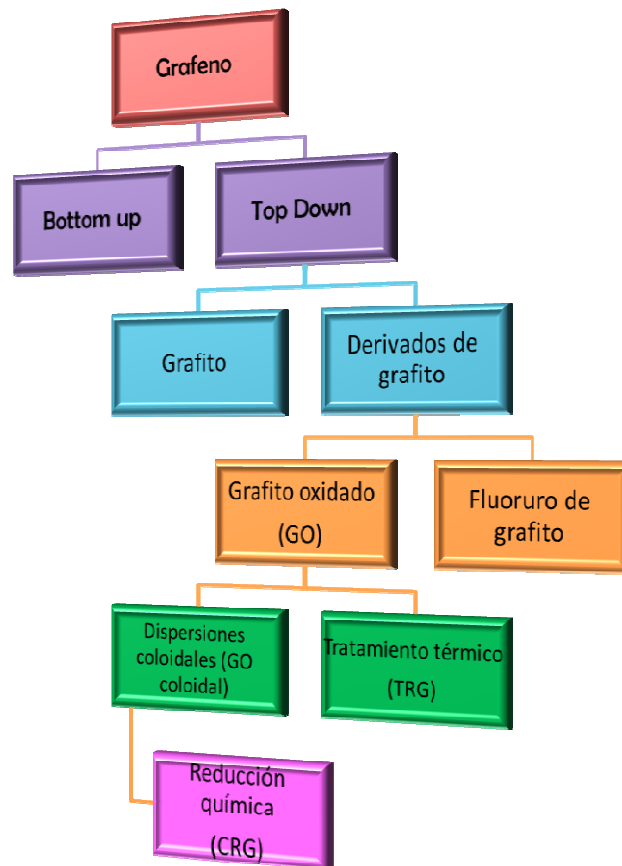 Grafeno
Bottom up
Top Down
Grafito
Derivados de
grafito
Grafito oxidado
(GO)
Fluoruro de
grafito
Dispersiones
coloidales (GO
coloidal)
Tratamiento térmico
(TRG)
Reducción
química
(CRG)